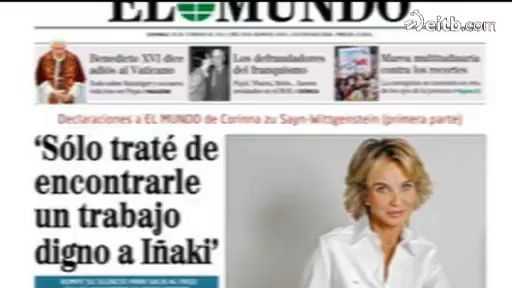 EL MUNDO
eitb.com
Benedicto XVI dice
adiós al Vaticano
Los defraudadores
del franquismo
Marea multitudinaria
contra los recortes
Declaraciones a EL MUNDO de Corinna zu Sayn-Wittgenstein (primera parte)
'Sólo traté de
encontrarle
un trabajo
digno a Iñaki'